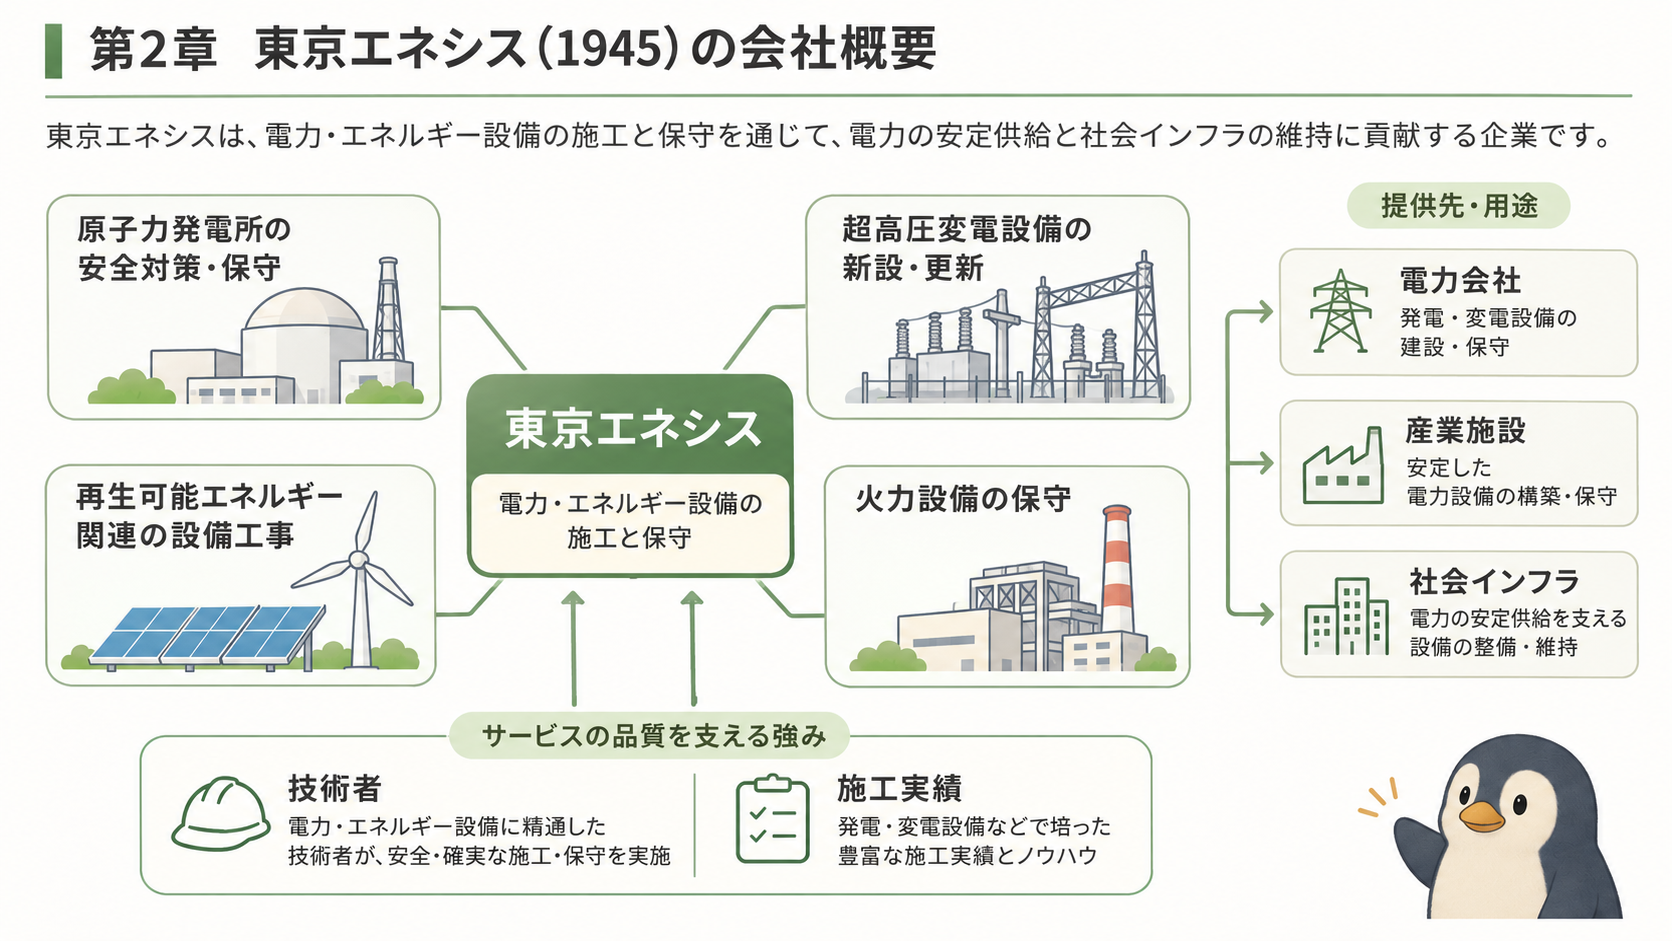 第2章 東京エネシス（1945）の会社概要
東京エネシスは、電力・エネルギー設備の施工と保守を通じて、電力の安定供給と社会インフラの維持に貢献する企業です。
原子力発電所の
安全対策・保守
超高圧変電設備の
新設・更新
再生可能エネルギー
関連の設備工事
火力設備の保守
東京エネシス
電力・エネルギー設備の
施工と保守
提供先・用途
電力会社
発電・変電設備の
建設・保守
産業施設
安定した
電力設備の構築・保守
社会インフラ
電力の安定供給を支える
設備の整備・維持
サービスの品質を支える強み
技術者
電力・エネルギー設備に精通した
技術者が、安全・確実な施工・保守を実施
施工実績
発電・変電設備などで培った
豊富な施工実績とノウハウ